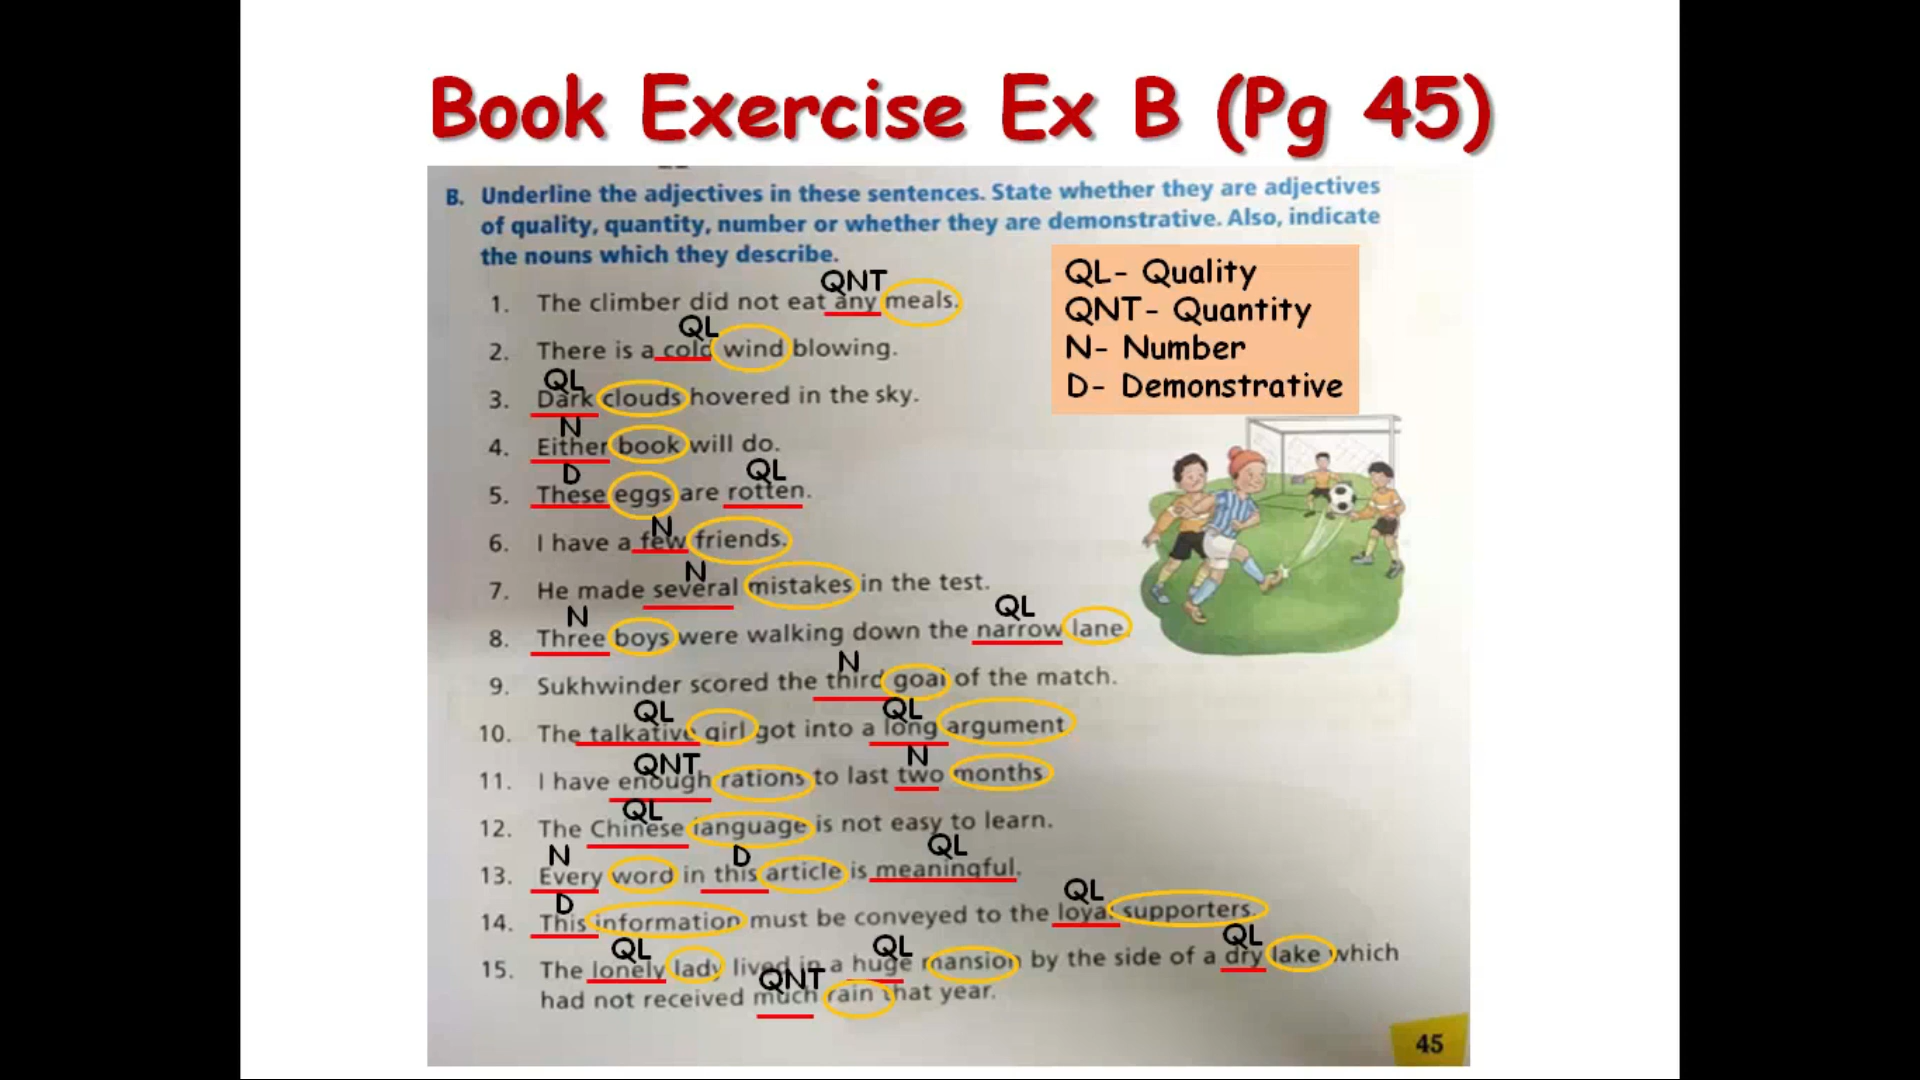 Book Exercise Ex B (Pg 45)
B. Underline the adjectives in these sentences. State whether they are adjectives
of quality, quantity, number or whether they are demonstrative. Also, indicate
the nouns which they describe.
QL- Quality
QNT- Quantity
N- Number
D- Demonstrative
QNT
1. The climber did not eat any meals.
QL
2. There is a cold wind blowing.
QL
3. Dark clouds hovered in the sky.
N
4. Either book will do.
D QL
5. These eggs are rotten.
N
6. I have a few friends.
N
7. He made several mistakes in the test.
N QL
8. Three boys were walking down the narrow lane.
N
9. Sukhwinder scored the third goal of the match.
QL QL
10. The talkative girl got into a long argument
QNT N
11. I have enough rations to last two months
QL
12. The Chinese language is not easy to learn.
N D QL
13. Every word in this article is meaningful.
D QL
14. This information must be conveyed to the loyal supporters.
QL QL QL
15. The lonely lady lived in a huge mansion by the side of a dry lake which
QNT
had not received much rain that year.
45